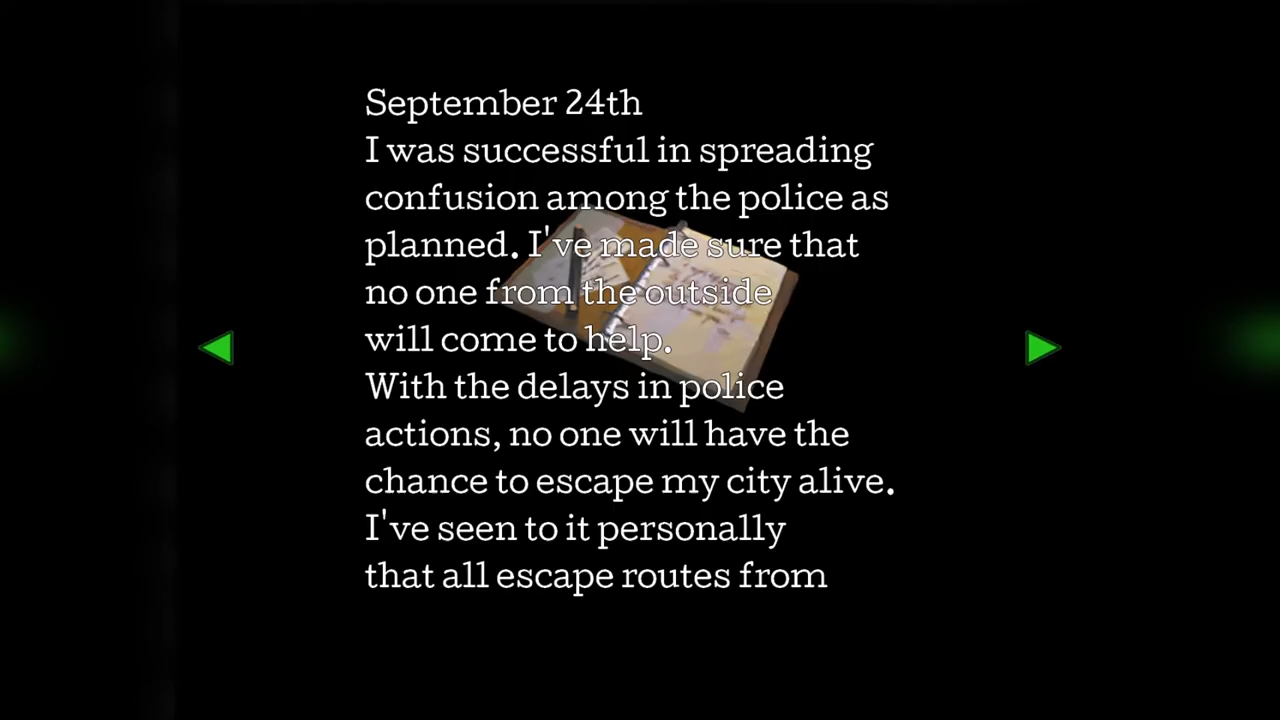 September 24th
I was successful in spreading
confusion among the police as
planned. I've made sure that
no one from the outside
will come to help.
With the delays in police
actions, no one will have the
chance to escape my city alive.
I've seen to it personally
that all escape routes from